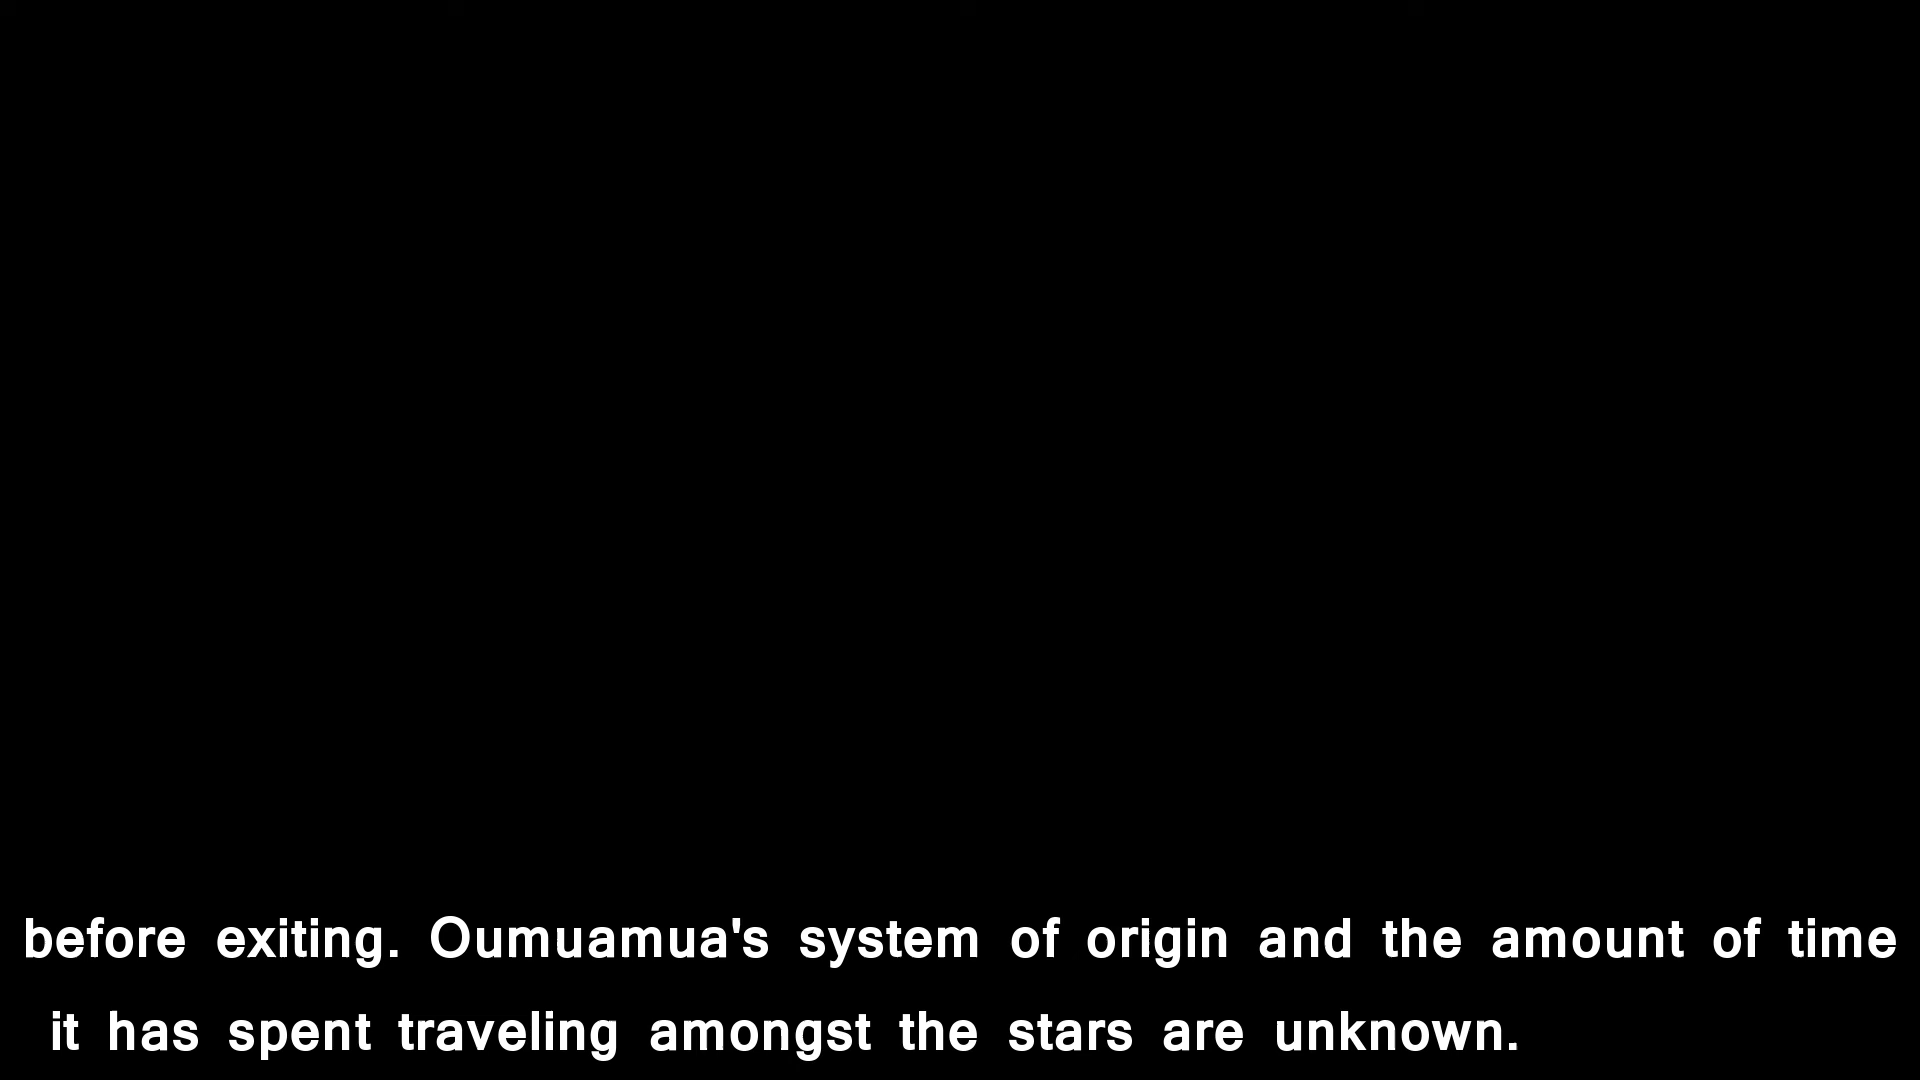 before exiting. Oumuamua's system of origin and the amount of time
it has spent traveling amongst the stars are unknown.